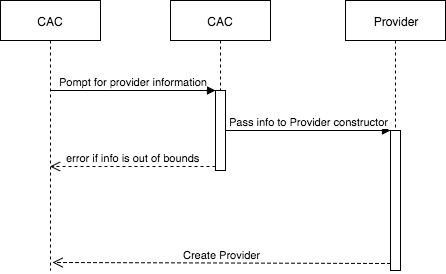 CAC
CAC
Provider
Pompt for provider information
Pass info to Provider constructor
error if info is out of bounds
Create Provider